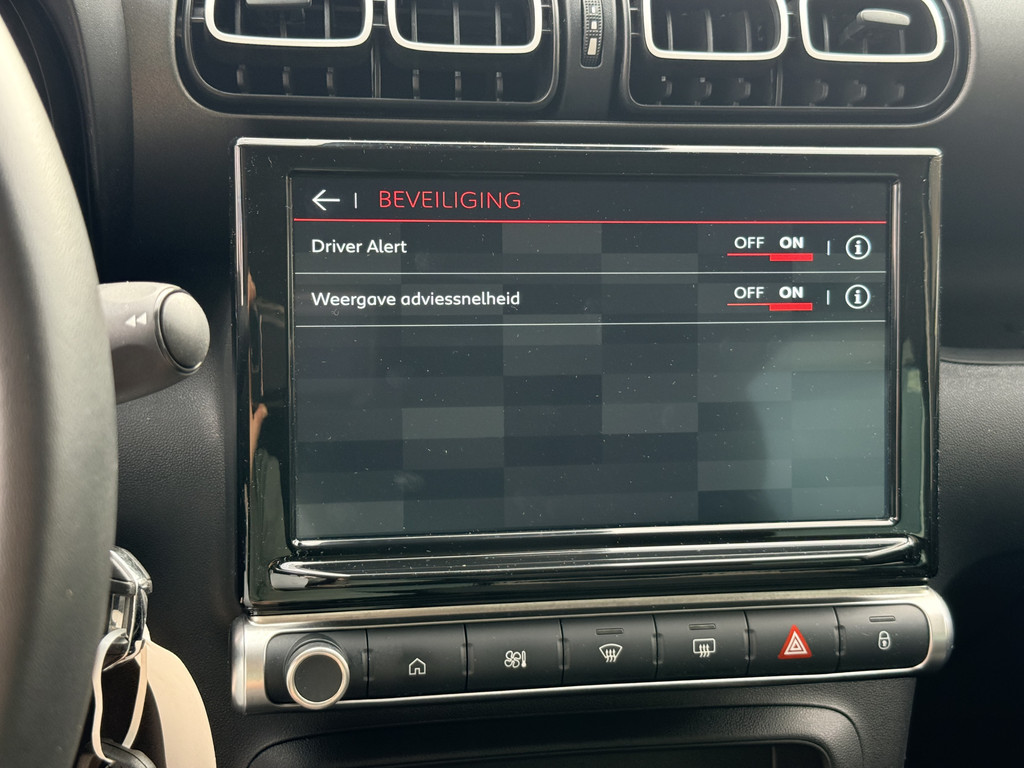 BEVEILIGING
Driver Alert OFF ON
Weergave adviessnelheid OFF ON